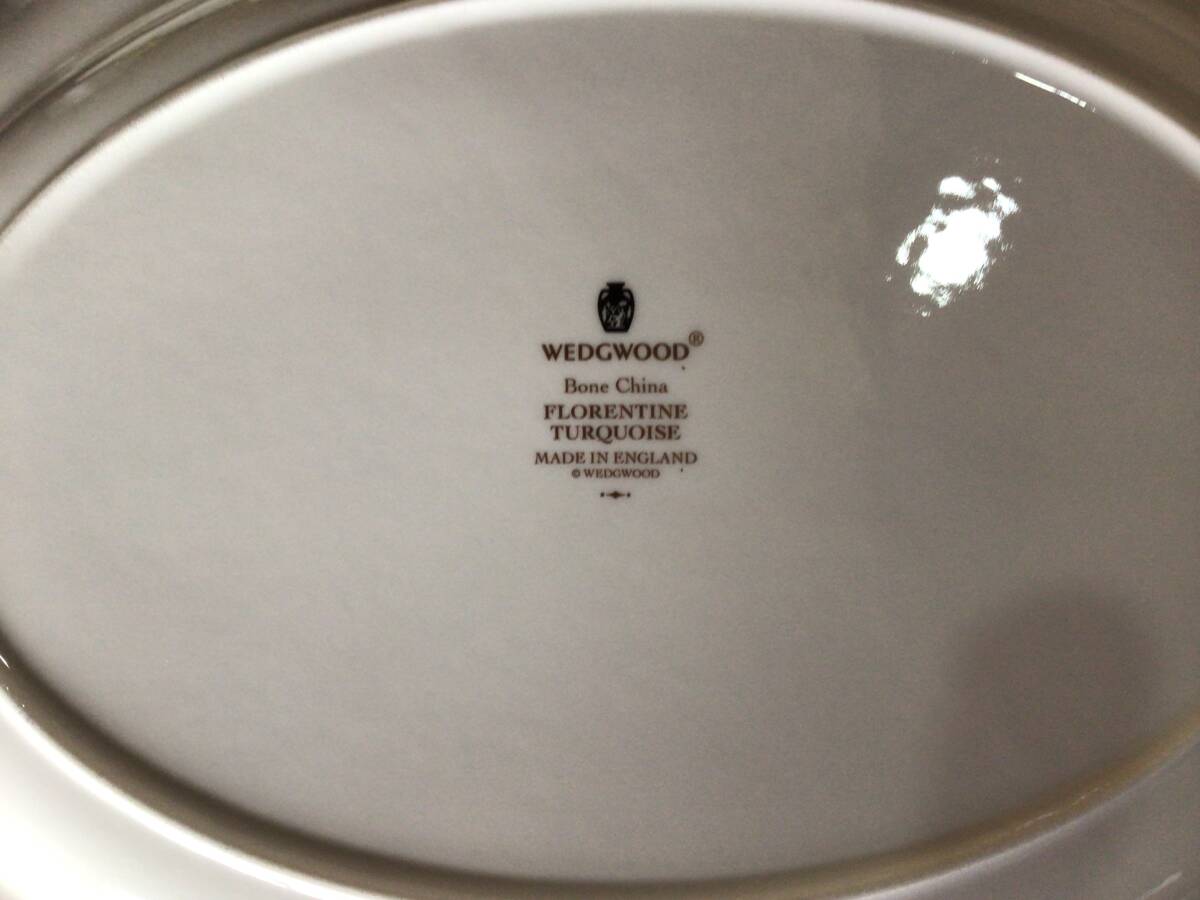 WEDGWOOD®
Bone China
FLORENTINE
TURQUOISE
MADE IN ENGLAND
© WEDGWOOD